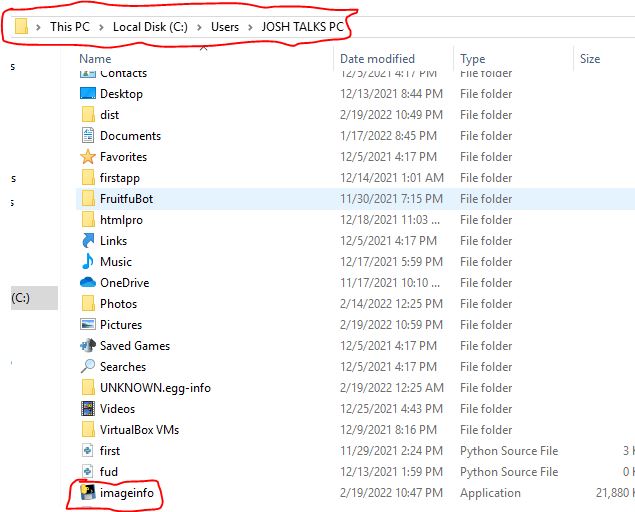 This PC > Local Disk (C:) > Users > JOSH TALKS PC
Name Date modified Type Size
Contacts 12/5/2021 4:17 PM File folder
Desktop 12/13/2021 8:44 PM File folder
dist 2/19/2022 10:49 PM File folder
Documents 1/17/2022 8:45 PM File folder
Favorites 12/5/2021 4:17 PM File folder
firstapp 12/14/2021 1:01 AM File folder
FruitfuBot 11/30/2021 7:15 PM File folder
htmlpro 12/18/2021 11:03 ... File folder
Links 12/5/2021 4:17 PM File folder
Music 12/17/2021 5:59 PM File folder
OneDrive 11/17/2021 10:10 ... File folder
(C:) Photos 2/14/2022 12:25 PM File folder
Pictures 2/19/2022 10:59 PM File folder
Saved Games 12/5/2021 4:17 PM File folder
Searches 12/5/2021 4:17 PM File folder
UNKNOWN.egg-info 2/19/2022 12:25 AM File folder
Videos 12/25/2021 4:43 PM File folder
VirtualBox VMs 12/9/2021 8:16 PM File folder
first 11/29/2021 2:24 PM Python Source File 3 K
fud 12/13/2021 1:59 PM Python Source File 0 K
imageinfo 2/19/2022 10:47 PM Application 21,880 K